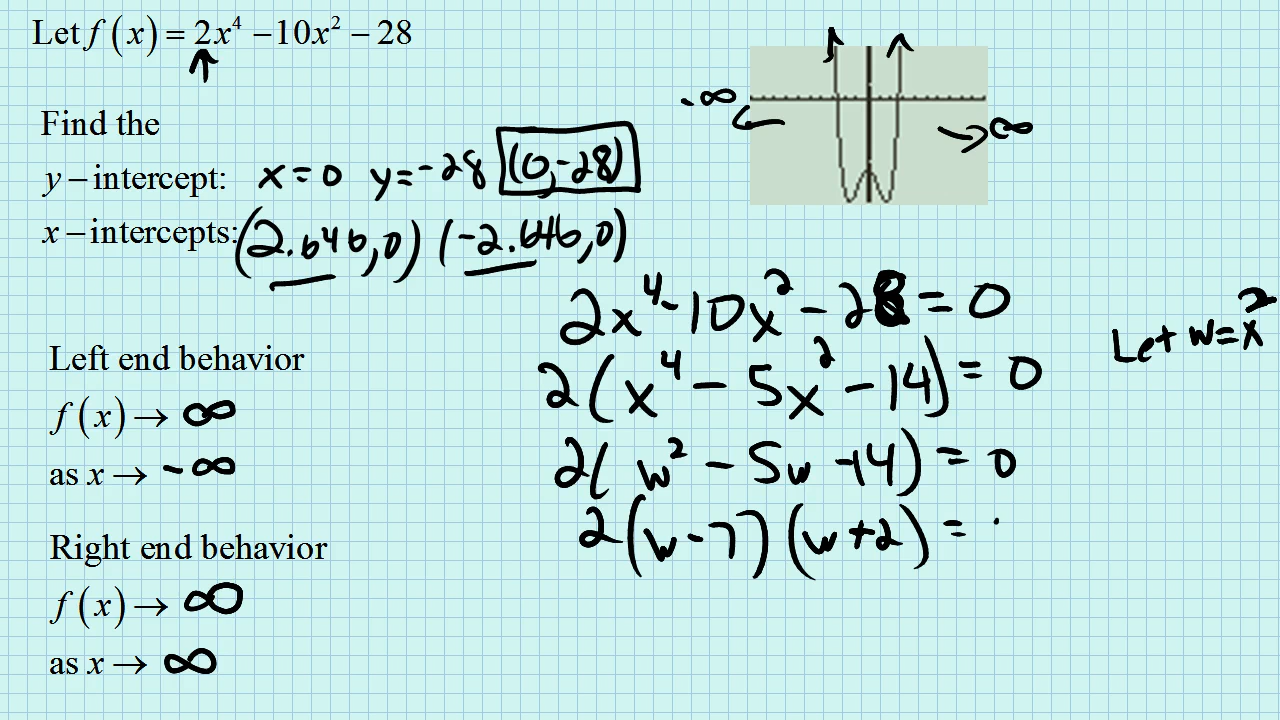 Let f(x) = 2x⁴ − 10x² − 28
Find the
y − intercept: x = 0 y = -28 (0, -28)
x − intercepts: (2.646, 0) (-2.646, 0)
-∞
∞
2x⁴ - 10x² - 28 = 0
Let w = x²
2(x⁴ - 5x² - 14) = 0
2(w² - 5w - 14) = 0
2(w - 7)(w + 2) =
Left end behavior
f(x) → ∞
as x → -∞
Right end behavior
f(x) → ∞
as x → ∞